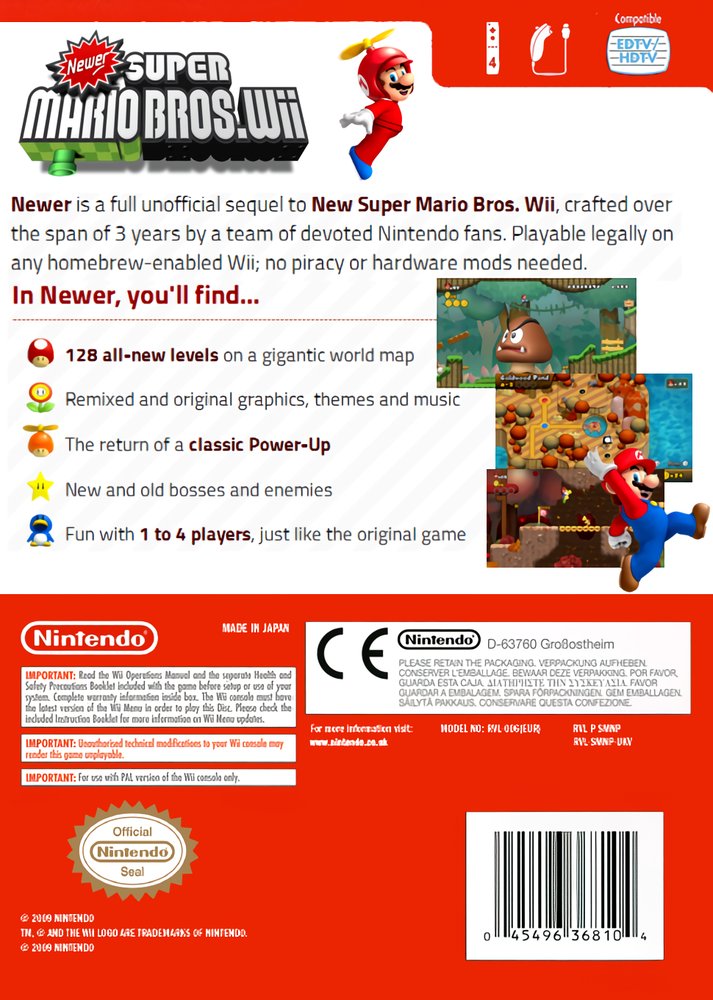 Compatible
EDTV/
HDTV
4
Newer
SUPER
MARIO BROS. Wii
Newer is a full unofficial sequel to New Super Mario Bros. Wii, crafted over
the span of 3 years by a team of devoted Nintendo fans. Playable legally on
any homebrew-enabled Wii; no piracy or hardware mods needed.
In Newer, you'll find...
128 all-new levels on a gigantic world map
Remixed and original graphics, themes and music
The return of a classic Power-Up
New and old bosses and enemies
Fun with 1 to 4 players, just like the original game
Nintendo
MADE IN JAPAN
IMPORTANT: Read the Wii Operations Manual and the separate Health and
Safety Precautions Booklet included with the game before setup or use of your
system. Complete warranty information inside box. The Wii console must have
the latest version of the Wii Menu in order to play this Disc. Please check the
included Instruction Booklet for more information on Wii Menu updates.
IMPORTANT: Unauthorised technical modifications to your Wii console may
render this game unplayable.
IMPORTANT: For use with PAL version of the Wii console only.
CE
Nintendo D-63760 Großostheim
PLEASE RETAIN THE PACKAGING. VERPACKUNG AUFHEBEN.
CONSERVER L'EMBALLAGE. BEWAAR DEZE VERPAKKING. POR FAVOR,
GUARDA ESTA CAJA. ΔΙΑΤΗΡΕΙΣΤΕ ΤΗΝ ΣΥΣΚΕΥΑΣΙΑ. FAVOR
GUARDAR A EMBALAGEM. SPARA FÖRPACKNINGEN. GEM EMBALLAGEN.
SÄILYTÄ PAKKAUS. CONSERVARE QUESTA CONFEZIONE.
For more information visit:
www.nintendo.co.uk
MODEL NO: RVL-006(EUR)
RVL P SMNP
RVL-SMNP-UKV
Official
Nintendo
Seal
© 2009 NINTENDO
TM, ® AND THE Wii LOGO ARE TRADEMARKS OF NINTENDO.
© 2009 NINTENDO
0 45496 36810 4